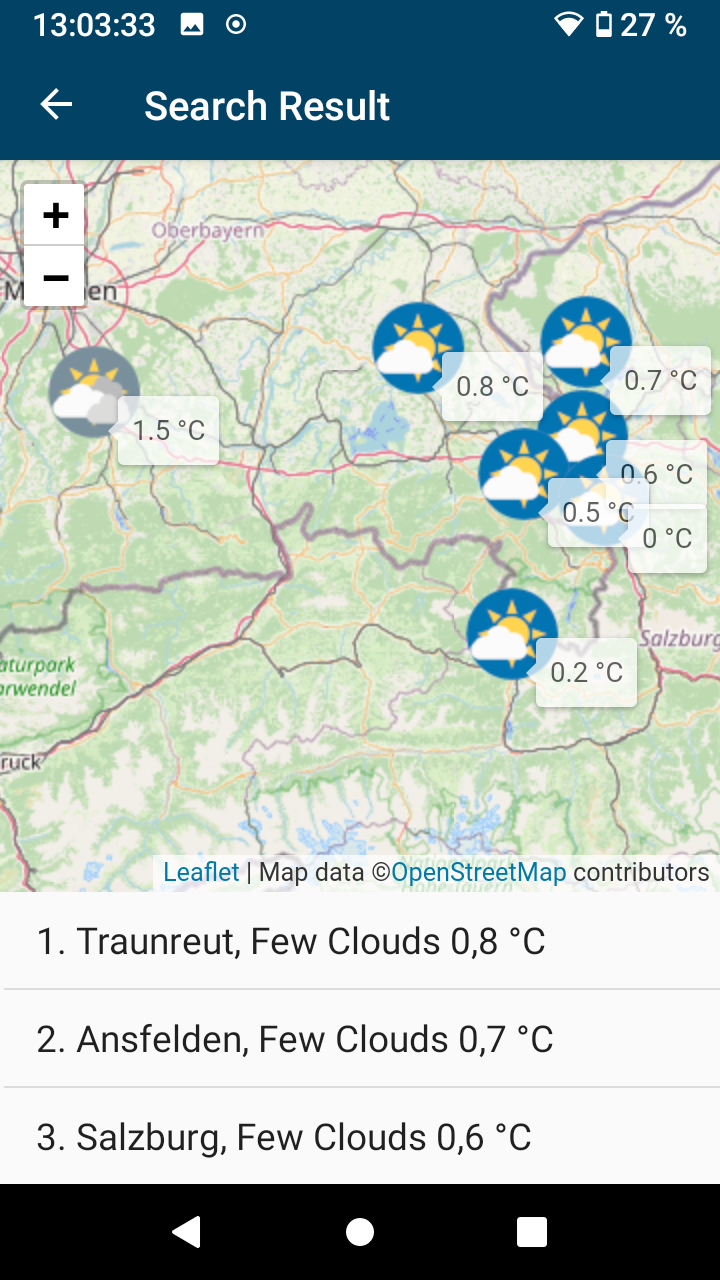 13:03:33 27 %
Search Result
+
Oberbayern
−
0.8 °C
0.7 °C
1.5 °C
0.6 °C
0.5 °C
0 °C
Salzburg
0.2 °C
aturpark
rwendel
ruck
Leaflet | Map data ©OpenStreetMap contributors
1. Traunreut, Few Clouds 0,8 °C
2. Ansfelden, Few Clouds 0,7 °C
3. Salzburg, Few Clouds 0,6 °C